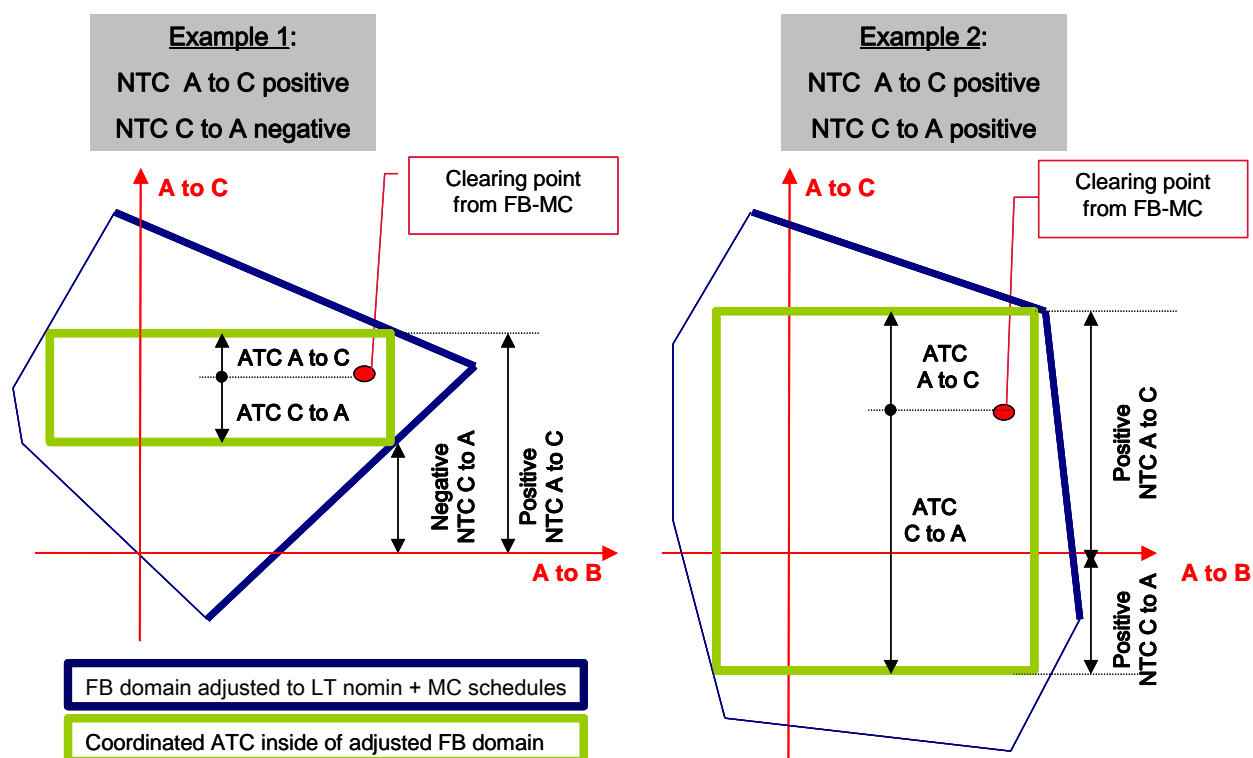 Example 1:
NTC A to C positive
NTC C to A negative
A to C
Clearing point
from FB-MC
ATC A to C
ATC C to A
Negative
NTC C to A
Positive
NTC A to C
A to B
Example 2:
NTC A to C positive
NTC C to A positive
A to C
Clearing point
from FB-MC
ATC
A to C
ATC
C to A
Positive
NTC A to C
A to B
Positive
NTC C to A
FB domain adjusted to LT nomin + MC schedules
Coordinated ATC inside of adjusted FB domain